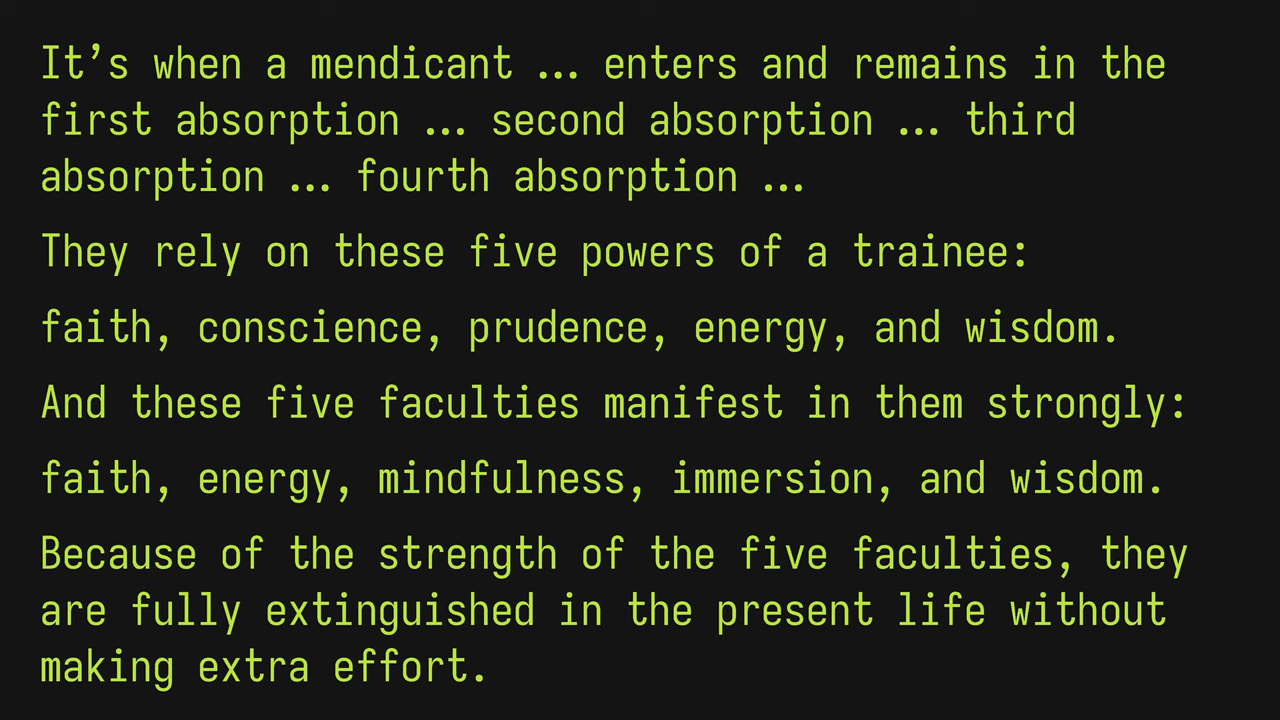 It’s when a mendicant … enters and remains in the
first absorption … second absorption … third
absorption … fourth absorption …
They rely on these five powers of a trainee:
faith, conscience, prudence, energy, and wisdom.
And these five faculties manifest in them strongly:
faith, energy, mindfulness, immersion, and wisdom.
Because of the strength of the five faculties, they
are fully extinguished in the present life without
making extra effort.